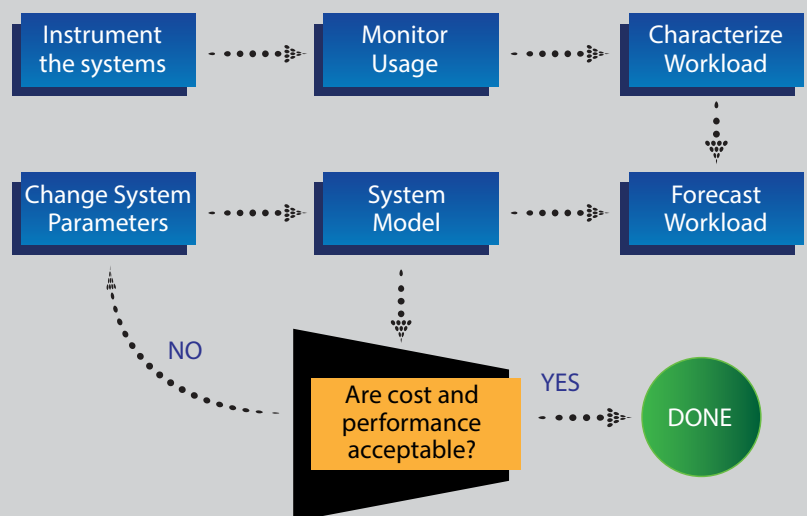 Instrument
the systems
Monitor
Usage
Characterize
Workload
Change System
Parameters
System
Model
Forecast
Workload
NO
Are cost and
performance
acceptable?
YES
DONE